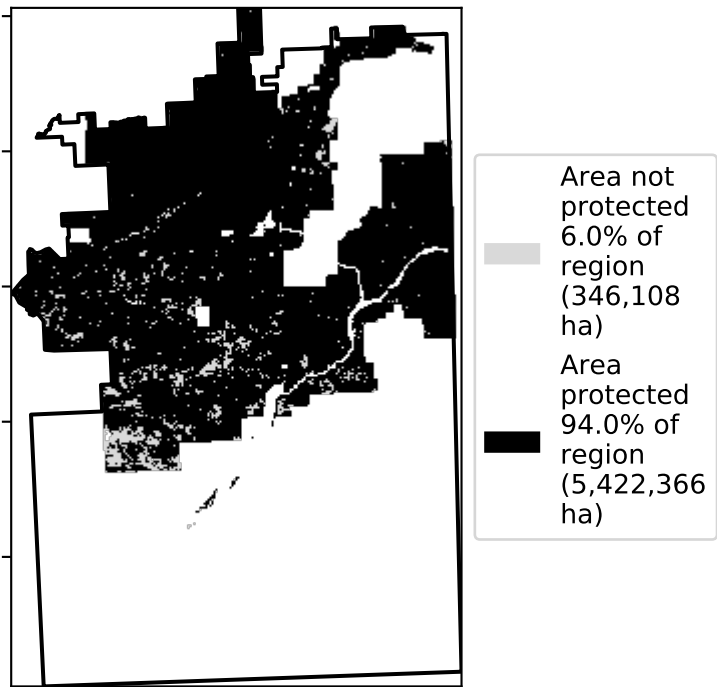 Area not
protected
6.0% of
region
(346,108
ha)
Area
protected
94.0% of
region
(5,422,366
ha)